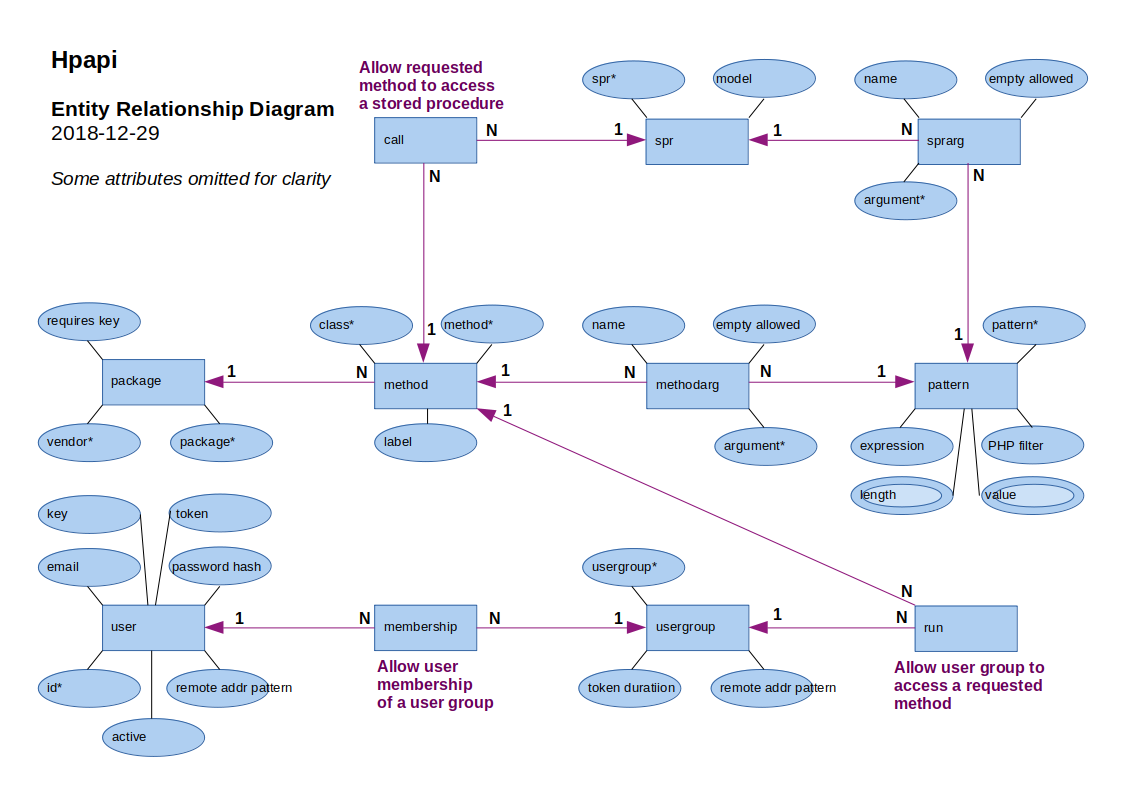 Hpapi
Entity Relationship Diagram
2018-12-29
Some attributes omitted for clarity
Allow requested
method to access
a stored procedure
spr*
model
name
empty allowed
call
N
1
spr
1
N
sprarg
N
N
argument*
requires key
class*
method*
name
empty allowed
pattern*
1
1
package
1
N
method
1
N
methodarg
N
1
pattern
1
vendor*
package*
label
argument*
expression
PHP filter
length
value
key
token
email
password hash
usergroup*
N
user
1
N
membership
N
1
usergroup
1
N
run
Allow user
membership
of a user group
Allow user group to
access a requested
method
id*
remote addr pattern
token duratiion
remote addr pattern
active